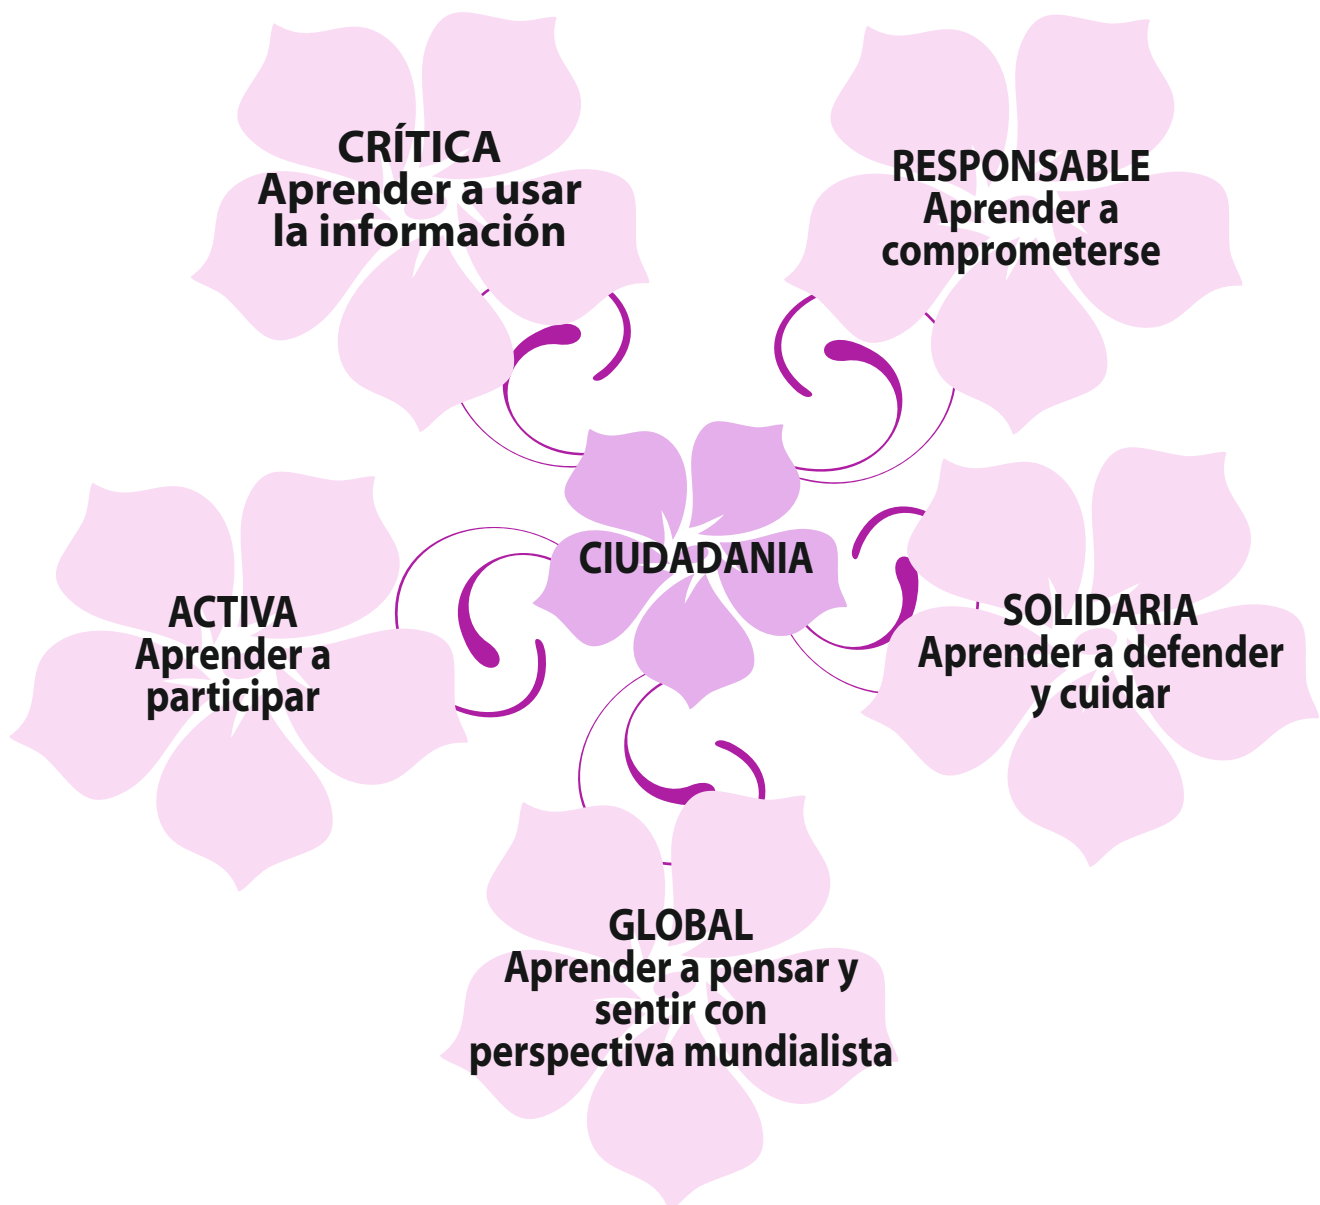 CRÍTICA
Aprender a usar
la información
RESPONSABLE
Aprender a
comprometerse
CIUDADANIA
ACTIVA
Aprender a
participar
SOLIDARIA
Aprender a defender
y cuidar
GLOBAL
Aprender a pensar y
sentir con
perspectiva mundialista